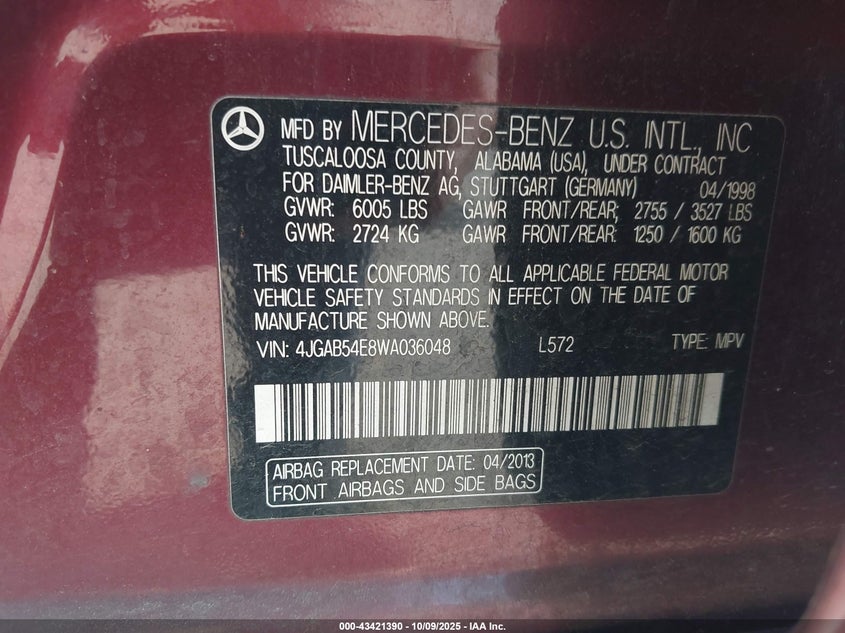 MFD BY MERCEDES-BENZ U.S. INTL., INC
TUSCALOOSA COUNTY, ALABAMA (USA), UNDER CONTRACT
FOR DAIMLER-BENZ AG, STUTTGART (GERMANY) 04/1998
GVWR: 6005 LBS GAWR FRONT/REAR; 2755 / 3527 LBS
GVWR: 2724 KG GAWR FRONT/REAR: 1250 / 1600 KG
THIS VEHICLE CONFORMS TO ALL APPLICABLE FEDERAL MOTOR
VEHICLE SAFETY STANDARDS IN EFFECT ON THE DATE OF
MANUFACTURE SHOWN ABOVE.
VIN: 4JGAB54E8WA036048 L572 TYPE: MPV
AIRBAG REPLACEMENT DATE: 04/2013
FRONT AIRBAGS AND SIDE BAGS
000-43421390 - 10/09/2025 - IAA Inc.